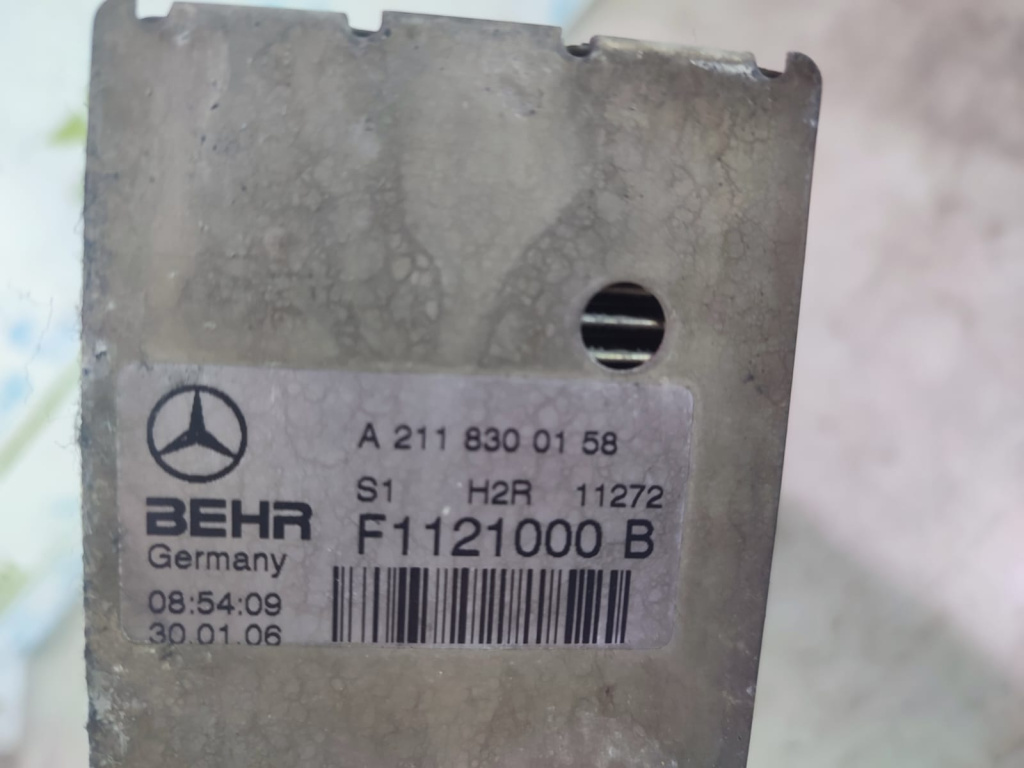 A 211 830 01 58
S1 H2R 11272
BEHR
F1121000 B
Germany
08:54:09
30.01.06